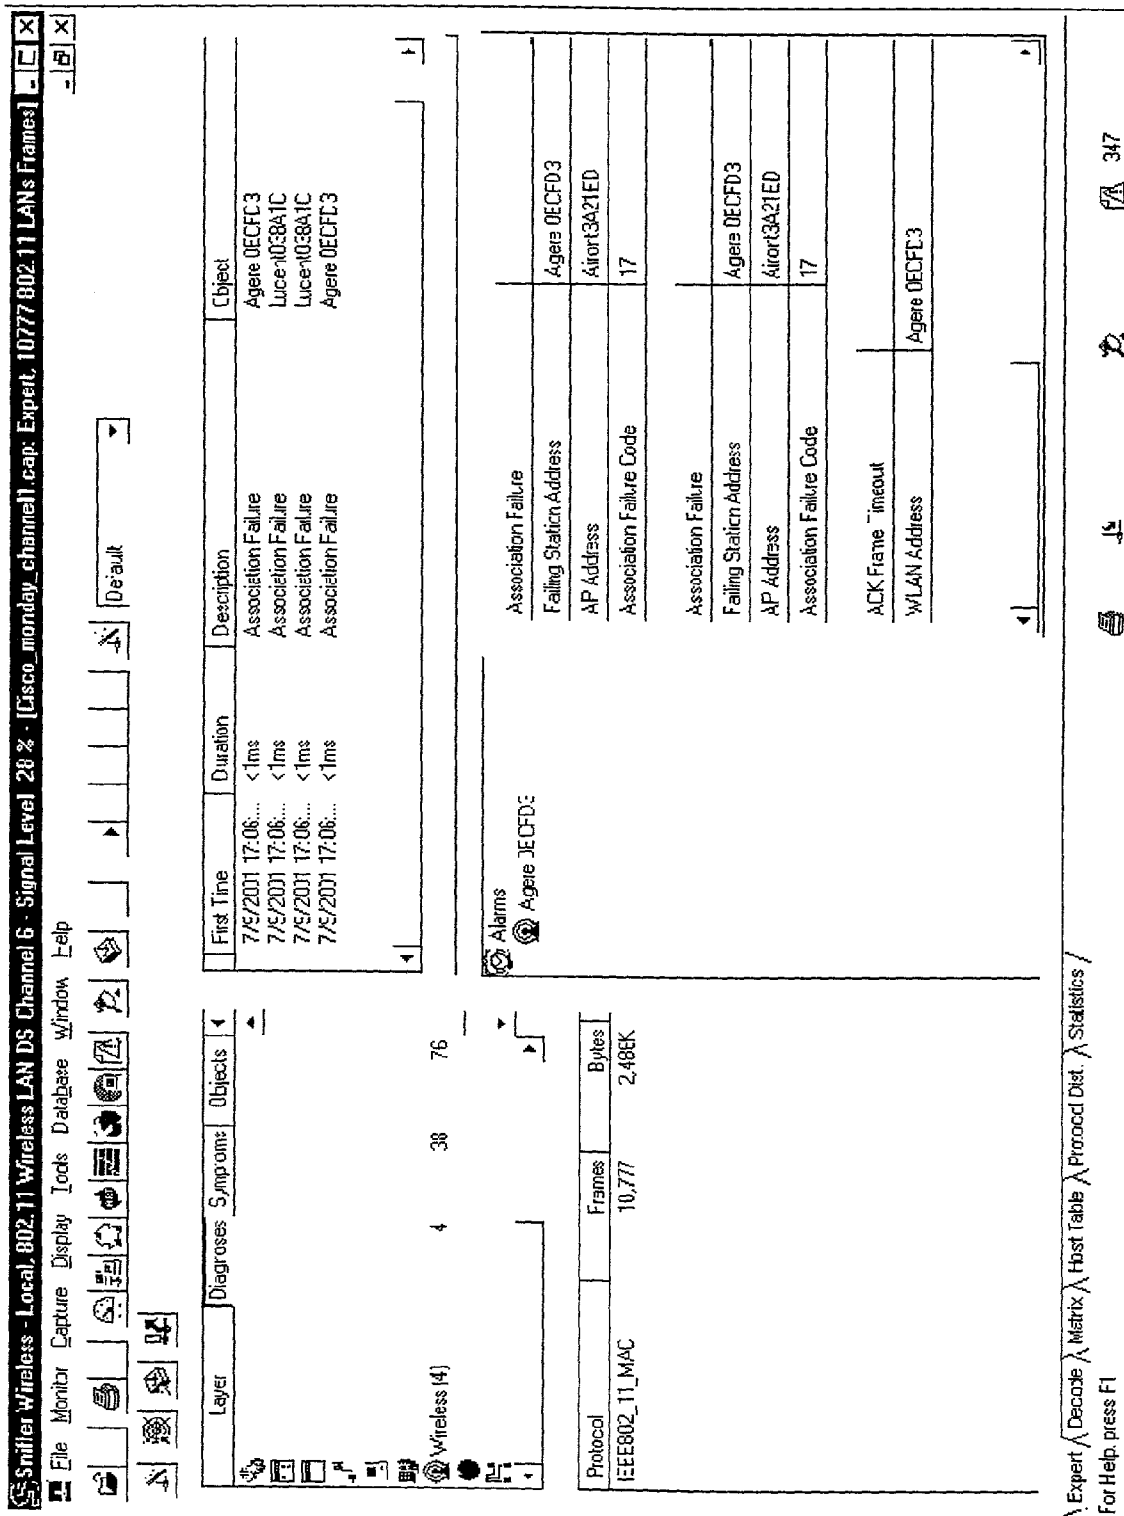 Sniffer Wireless - Local, 802.11 Wireless LAN DS Channel 6 - Signal Level 28 % - [Cisco_monday_channel1.cap: Expert, 10777 802.11 LANs Frames]
File Monitor Capture Display Tools Database Window Help
Default
Layer Diagnoses Symptoms Objects
Wireless (4) 4 38 76
First Time Duration Description Object
7/9/2001 17:06:... <1ms Association Failure Agere 0ECFD3
7/9/2001 17:06:... <1ms Association Failure Lucent038A1C
7/9/2001 17:06:... <1ms Association Failure Lucent038A1C
7/9/2001 17:06:... <1ms Association Failure Agere 0ECFD3
Protocol Frames Bytes
IEEE802_11_MAC 10,777 2,486K
Alarms
Agere 0ECFD3
Association Failure
Failing Station Address Agere 0ECFD3
AP Address Airort3A21ED
Association Failure Code 17
Association Failure
Failing Station Address Agere 0ECFD3
AP Address Airort3A21ED
Association Failure Code 17
ACK Frame Timeout
WLAN Address Agere 0ECFD3
Expert Decode Matrix Host Table Protocol Dist. Statistics
For Help, press F1
347